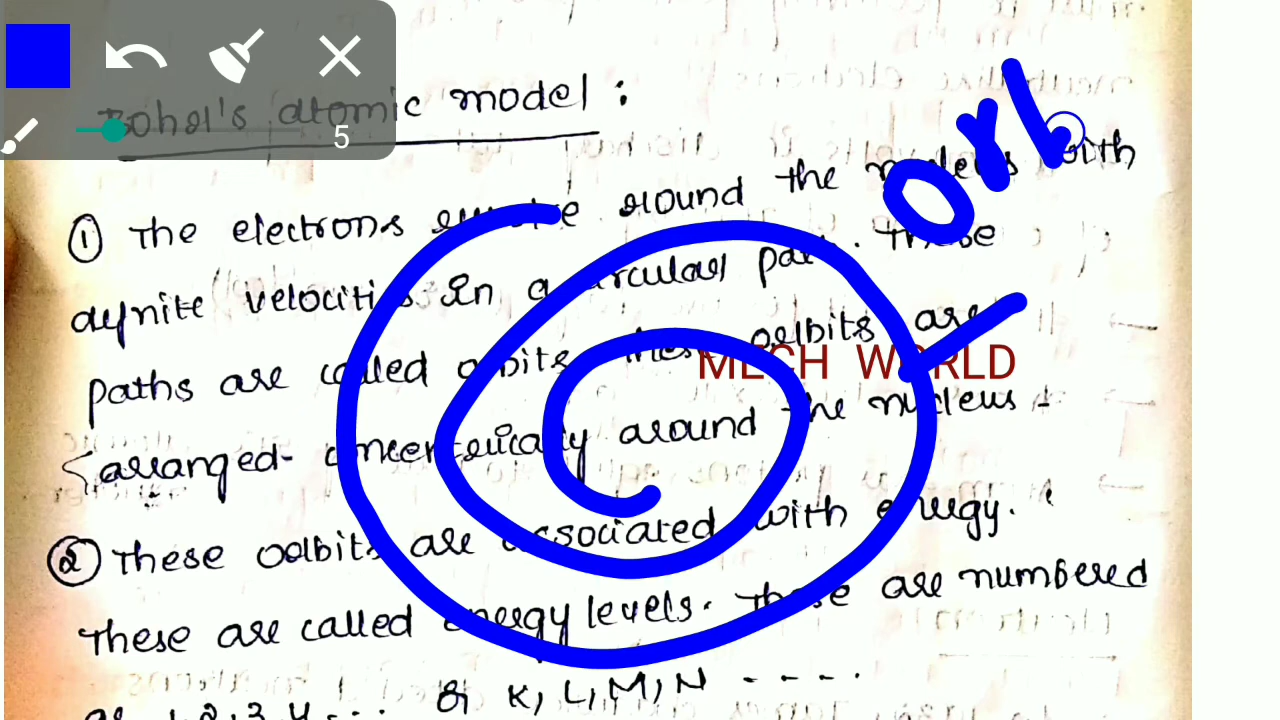 Bohr's atomic model :
5
orb
① The electrons revolve around the nucleus with
definite velocities in a circular path. These
paths are called orbits. These orbits are
MECH WORLD
arranged- concentrically around the nucleus
② These orbits are associated with energy.
These are called energy levels. These are numbered
as 1,2,3,4... or K, L, M, N ----.